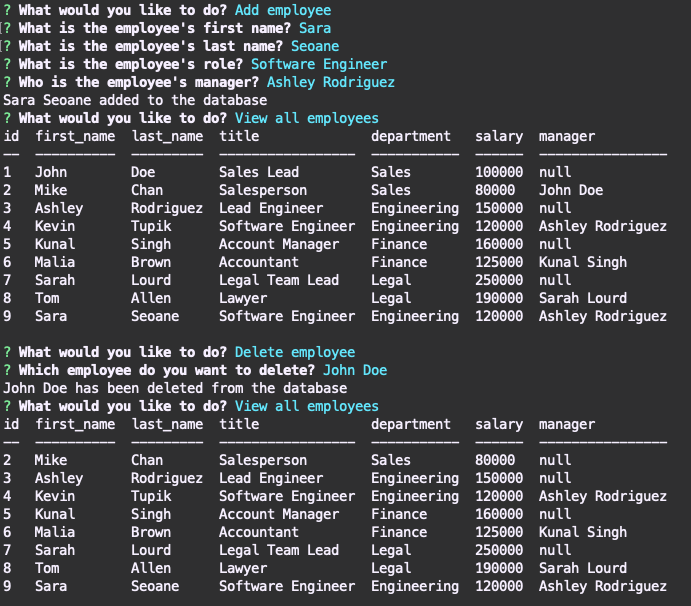 ? What would you like to do? Add employee
? What is the employee's first name? Sara
? What is the employee's last name? Seoane
? What is the employee's role? Software Engineer
? Who is the employee's manager? Ashley Rodriguez
Sara Seoane added to the database
? What would you like to do? View all employees
id  first_name  last_name  title              department   salary  manager
——  ——————————  —————————  —————————————————  ———————————  ——————  ————————————————
1   John        Doe        Sales Lead         Sales        100000  null
2   Mike        Chan       Salesperson        Sales        80000   John Doe
3   Ashley      Rodriguez  Lead Engineer      Engineering  150000  null
4   Kevin       Tupik      Software Engineer  Engineering  120000  Ashley Rodriguez
5   Kunal       Singh      Account Manager    Finance      160000  null
6   Malia       Brown      Accountant         Finance      125000  Kunal Singh
7   Sarah       Lourd      Legal Team Lead    Legal        250000  null
8   Tom         Allen      Lawyer             Legal        190000  Sarah Lourd
9   Sara        Seoane     Software Engineer  Engineering  120000  Ashley Rodriguez
? What would you like to do? Delete employee
? Which employee do you want to delete? John Doe
John Doe has been deleted from the database
? What would you like to do? View all employees
id  first_name  last_name  title              department   salary  manager
——  ——————————  —————————  —————————————————  ———————————  ——————  ————————————————
2   Mike        Chan       Salesperson        Sales        80000   null
3   Ashley      Rodriguez  Lead Engineer      Engineering  150000  null
4   Kevin       Tupik      Software Engineer  Engineering  120000  Ashley Rodriguez
5   Kunal       Singh      Account Manager    Finance      160000  null
6   Malia       Brown      Accountant         Finance      125000  Kunal Singh
7   Sarah       Lourd      Legal Team Lead    Legal        250000  null
8   Tom         Allen      Lawyer             Legal        190000  Sarah Lourd
9   Sara        Seoane     Software Engineer  Engineering  120000  Ashley Rodriguez